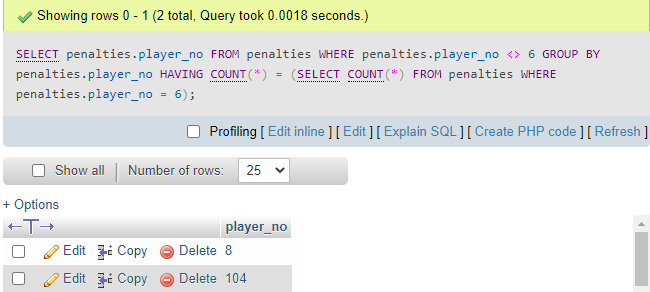 Showing rows 0 - 1 (2 total, Query took 0.0018 seconds.)
SELECT penalties.player_no FROM penalties WHERE penalties.player_no <> 6 GROUP BY
penalties.player_no HAVING COUNT(*) = (SELECT COUNT(*) FROM penalties WHERE
penalties.player_no = 6);
Profiling [ Edit inline ] [ Edit ] [ Explain SQL ] [ Create PHP code ] [ Refresh ]
Show all Number of rows: 25
+ Options
←T→ player_no
Edit Copy Delete 8
Edit Copy Delete 104